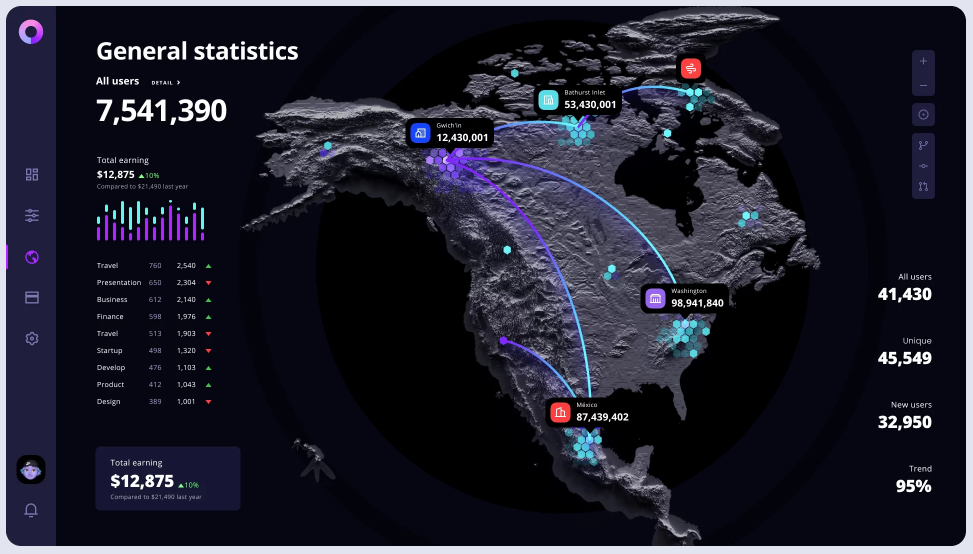 General statistics
All users DETAIL >
7,541,390
Total earning
$12,875 ▲10%
Compared to $21,490 last year
Travel 760 2,540
Presentation 650 2,304
Business 612 2,140
Finance 598 1,976
Travel 513 1,903
Startup 498 1,320
Develop 476 1,103
Product 412 1,043
Design 389 1,001
Total earning
$12,875 ▲10%
Compared to $21,490 last year
Gwich'in
12,430,001
Bathurst Inlet
53,430,001
Washington
98,941,840
México
87,439,402
All users
41,430
Unique
45,549
New users
32,950
Trend
95%